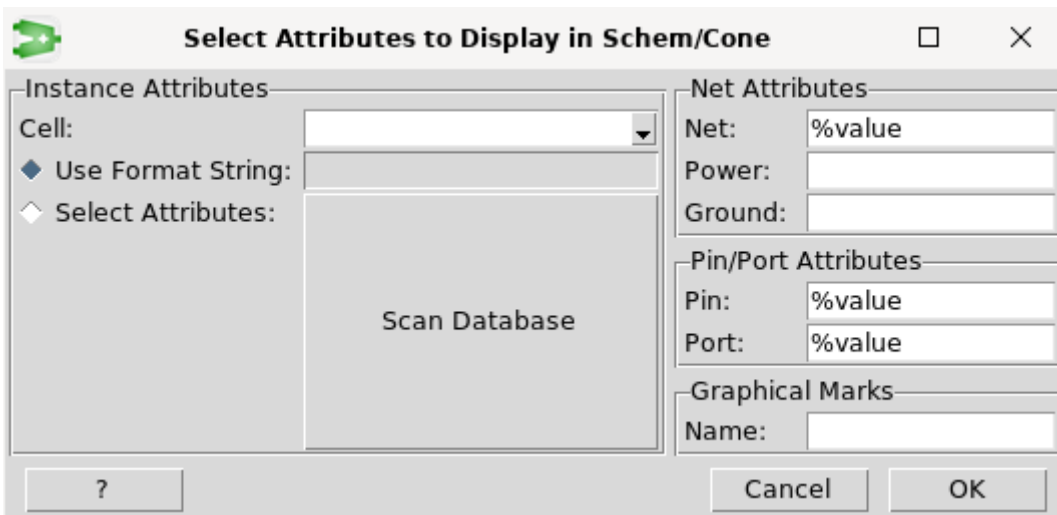 Select Attributes to Display in Schem/Cone
Instance Attributes
Cell:
Use Format String:
Select Attributes:
Scan Database
Net Attributes
Net: %value
Power:
Ground:
Pin/Port Attributes
Pin: %value
Port: %value
Graphical Marks
Name:
? Cancel OK